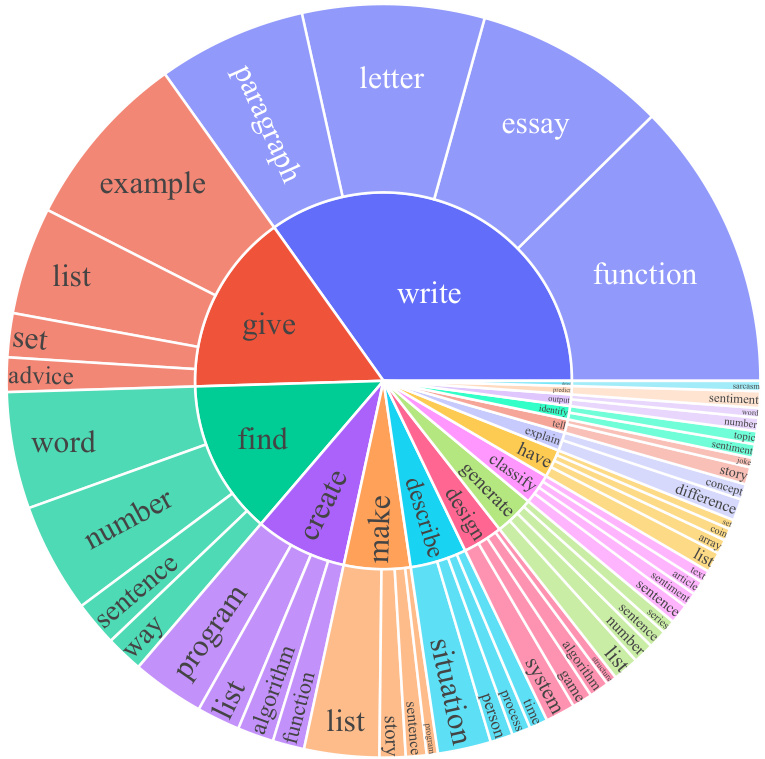 write
function
essay
letter
paragraph
give
example
list
set
advice
find
word
number
sentence
way
create
program
list
algorithm
function
make
list
story
sentence
program
describe
situation
person
process
time
design
system
game
algorithm
structure
generate
list
number
sentence
series
classify
sentence
sentiment
article
text
have
list
array
coin
set
explain
difference
concept
tell
story
joke
identify
sentiment
topic
output
number
word
predict
sentiment
sarcasm